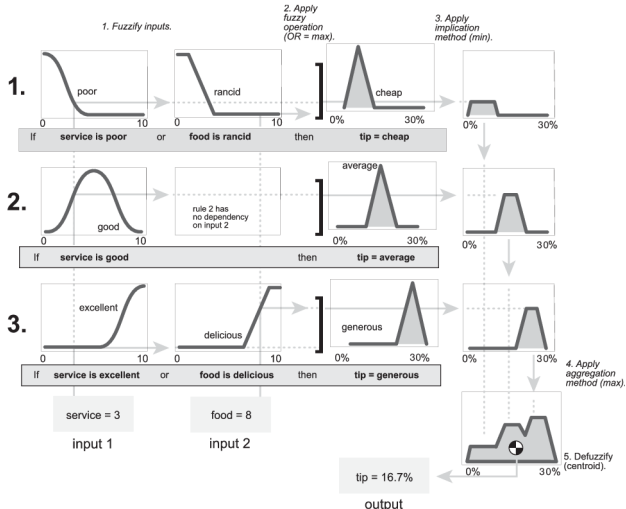 1. Fuzzify inputs.
2. Apply
fuzzy
operation
(OR = max).
3. Apply
implication
method (min).
1.
poor
0
10
rancid
0
10
cheap
0%
30%
0%
30%
If service is poor or food is rancid then tip = cheap
2.
good
0
10
rule 2 has
no dependency
on input 2
average
0%
30%
0%
30%
If service is good then tip = average
3.
excellent
0
10
delicious
0
10
generous
0%
30%
0%
30%
If service is excellent or food is delicious then tip = generous
4. Apply
aggregation
method (max).
service = 3
input 1
food = 8
input 2
0%
30%
5. Defuzzify
(centroid).
tip = 16.7%
output